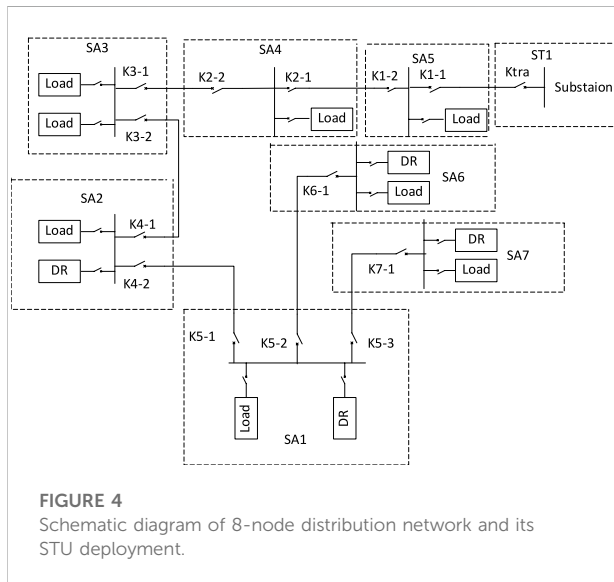 SA3
Load
K3-1
Load
K3-2
SA4
K2-2
K2-1
Load
SA5
K1-2
K1-1
Load
ST1
Ktra
Substaion
SA2
Load
K4-1
DR
K4-2
K6-1
DR
Load
SA6
K7-1
DR
Load
SA7
K5-1
K5-2
K5-3
Load
DR
SA1
FIGURE 4
Schematic diagram of 8-node distribution network and its
STU deployment.